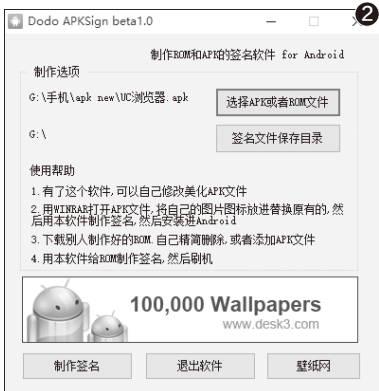 Dodo APKSign beta1.0
2
制作ROM和APK的签名软件 for Android
制作选项
G:\手机\apk new\UC浏览器.apk
选择APK或者ROM文件
G:\
签名文件保存目录
使用帮助
1.有了这个软件,可以自己修改美化APK文件
2.用WINRAR打开APK文件,将自己的图片图标放进替换原有的,然
后用本软件制作签名,然后安装进Android
3.下载别人制作好的ROM.自己精简删除,或者添加APK文件
4.用本软件给ROM制作签名,然后刷机
100,000 Wallpapers
www.desk3.com
制作签名
退出软件
壁纸网